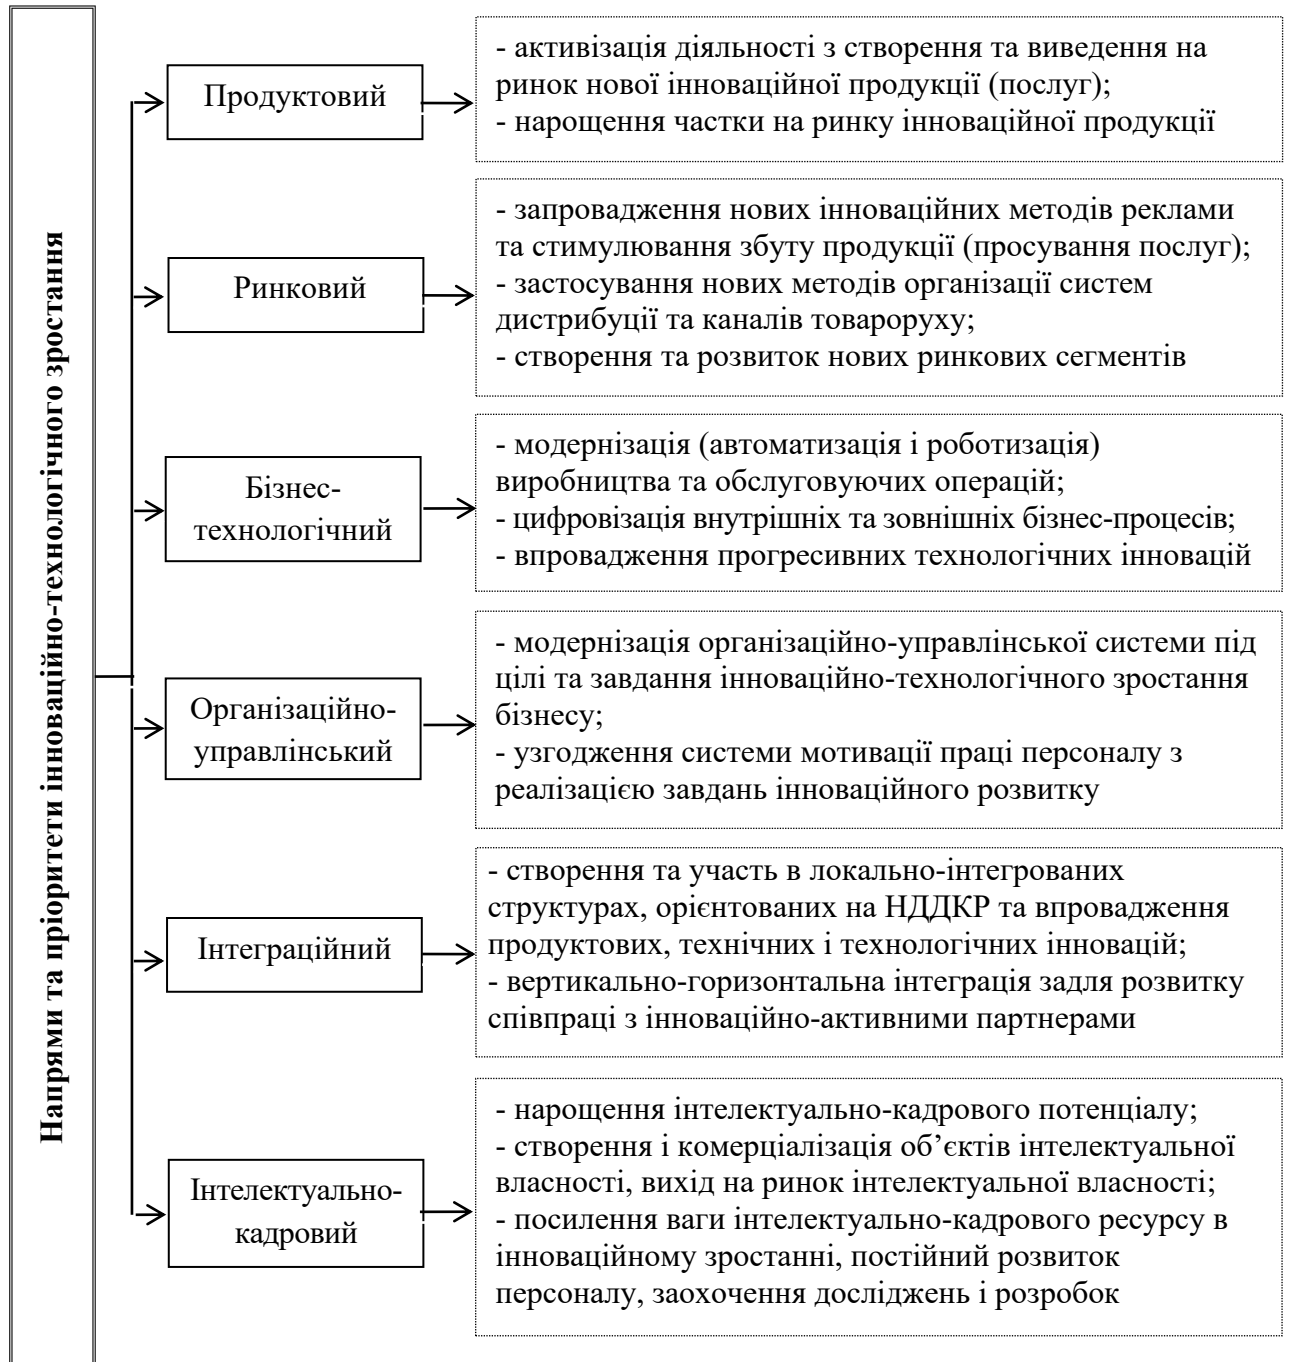 Напрями та пріоритети інноваційно-технологічного зростання
Продуктовий
- активізація діяльності з створення та виведення на
ринок нової інноваційної продукції (послуг);
- нарощення частки на ринку інноваційної продукції
Ринковий
- запровадження нових інноваційних методів реклами
та стимулювання збуту продукції (просування послуг);
- застосування нових методів організації систем
дистрибуції та каналів товароруху;
- створення та розвиток нових ринкових сегментів
Бізнес-
технологічний
- модернізація (автоматизація і роботизація)
виробництва та обслуговуючих операцій;
- цифровізація внутрішніх та зовнішніх бізнес-процесів;
- впровадження прогресивних технологічних інновацій
Організаційно-
управлінський
- модернізація організаційно-управлінської системи під
цілі та завдання інноваційно-технологічного зростання
бізнесу;
- узгодження системи мотивації праці персоналу з
реалізацією завдань інноваційного розвитку
Інтеграційний
- створення та участь в локально-інтегрованих
структурах, орієнтованих на НДДКР та впровадження
продуктових, технічних і технологічних інновацій;
- вертикально-горизонтальна інтеграція задля розвитку
співпраці з інноваційно-активними партнерами
Інтелектуально-
кадровий
- нарощення інтелектуально-кадрового потенціалу;
- створення і комерціалізація об’єктів інтелектуальної
власності, вихід на ринок інтелектуальної власності;
- посилення ваги інтелектуально-кадрового ресурсу в
інноваційному зростанні, постійний розвиток
персоналу, заохочення досліджень і розробок